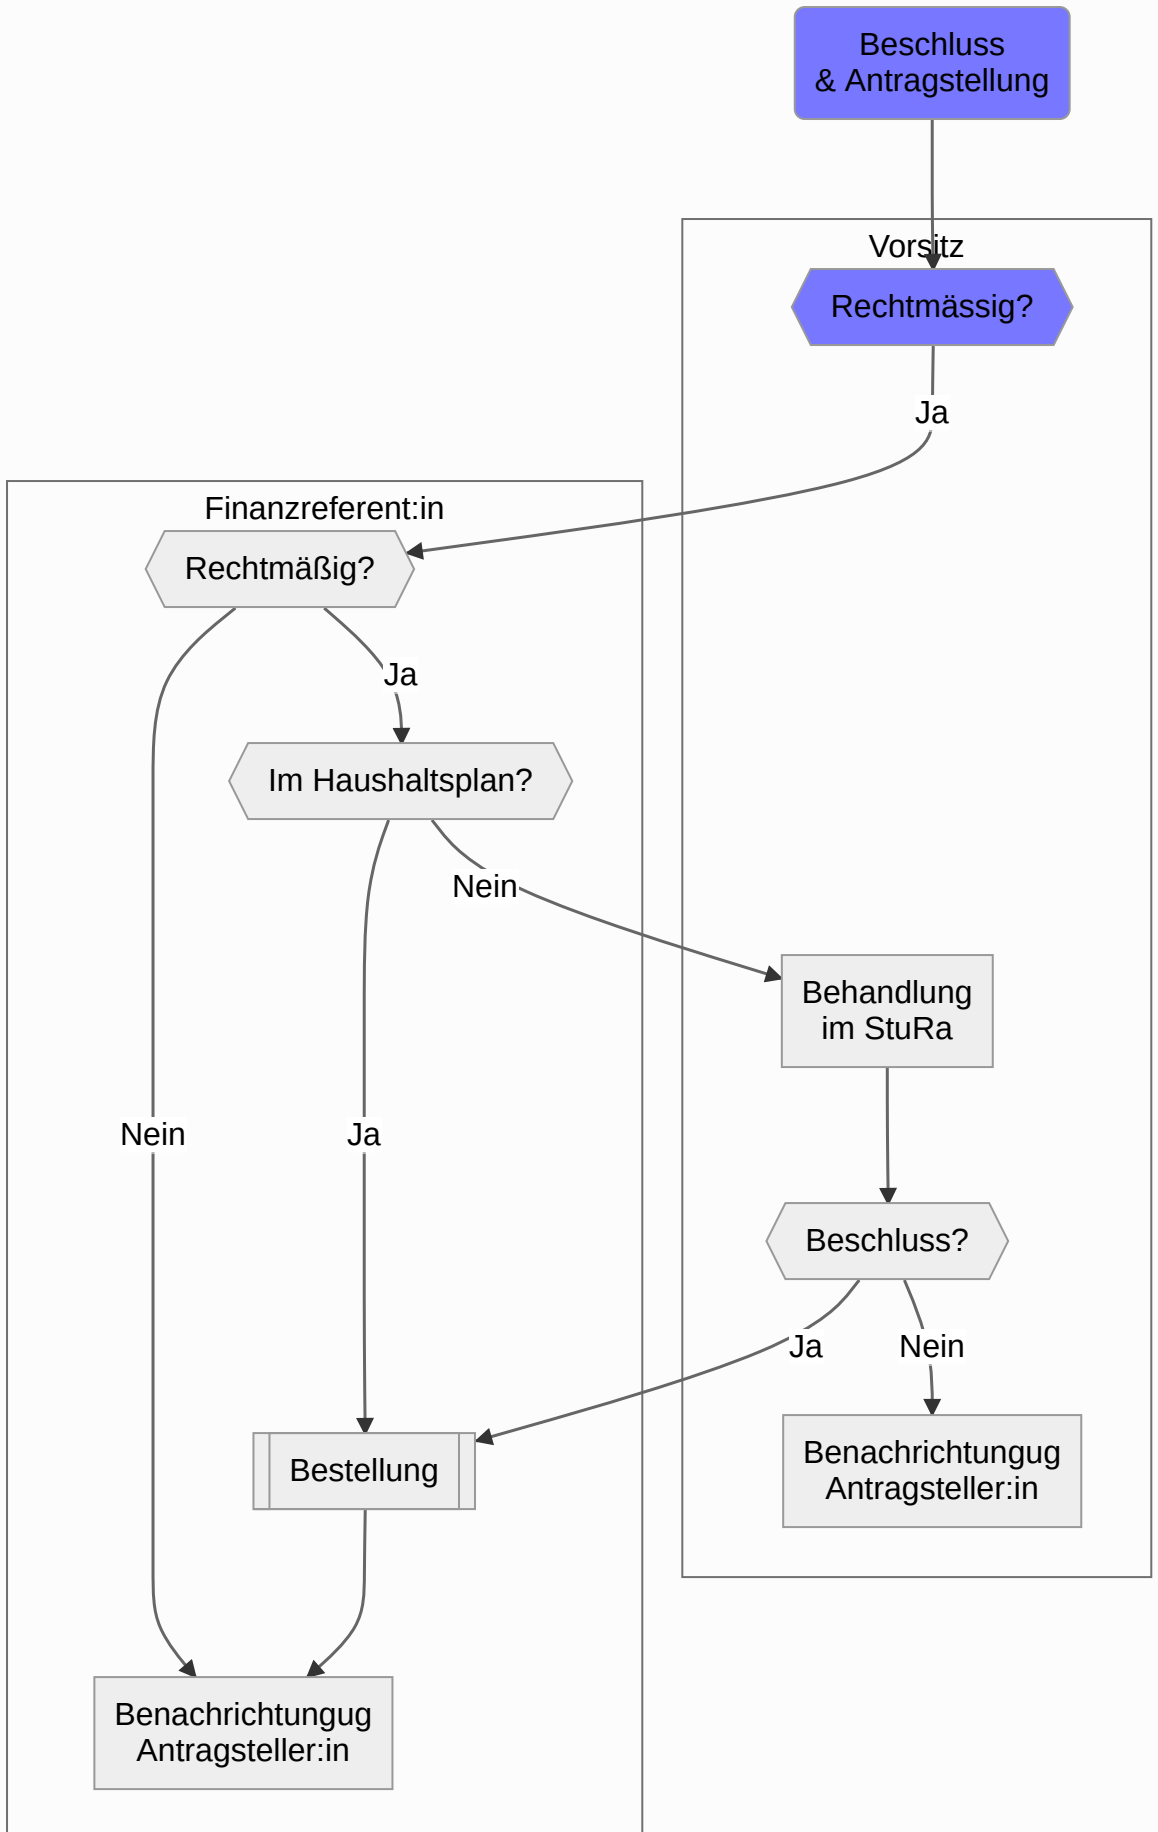 Beschluss
& Antragstellung
Vorsitz
Rechtmässig?
Ja
Finanzreferent:in
Rechtmäßig?
Ja
Im Haushaltsplan?
Nein
Behandlung
im StuRa
Nein
Ja
Beschluss?
Ja
Nein
Benachrichtungug
Antragsteller:in
Bestellung
Benachrichtungug
Antragsteller:in